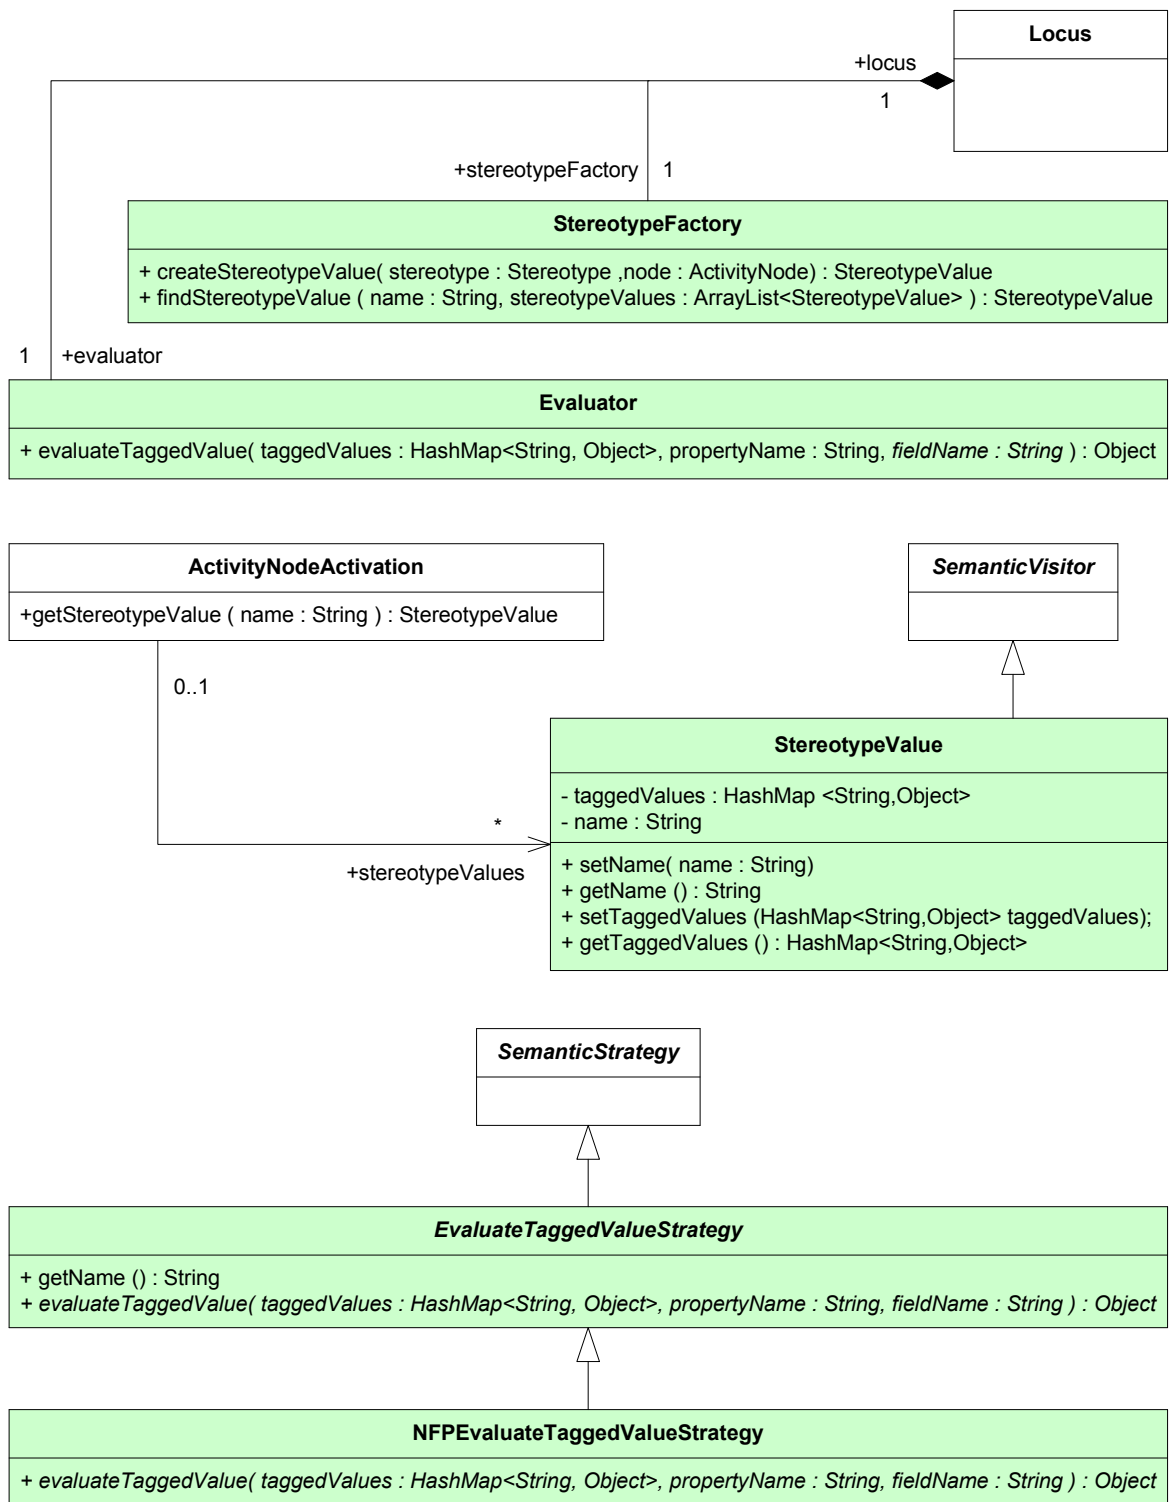 Locus
+locus
1
+stereotypeFactory 1
StereotypeFactory
+ createStereotypeValue( stereotype : Stereotype ,node : ActivityNode) : StereotypeValue
+ findStereotypeValue ( name : String, stereotypeValues : ArrayList<StereotypeValue> ) : StereotypeValue
1 +evaluator
Evaluator
+ evaluateTaggedValue( taggedValues : HashMap<String, Object>, propertyName : String, fieldName : String ) : Object
ActivityNodeActivation
+getStereotypeValue ( name : String ) : StereotypeValue
SemanticVisitor
0..1
*
+stereotypeValues
StereotypeValue
- taggedValues : HashMap <String,Object>
- name : String
+ setName( name : String)
+ getName () : String
+ setTaggedValues (HashMap<String,Object> taggedValues);
+ getTaggedValues () : HashMap<String,Object>
SemanticStrategy
EvaluateTaggedValueStrategy
+ getName () : String
+ evaluateTaggedValue( taggedValues : HashMap<String, Object>, propertyName : String, fieldName : String ) : Object
NFPEvaluateTaggedValueStrategy
+ evaluateTaggedValue( taggedValues : HashMap<String, Object>, propertyName : String, fieldName : String ) : Object